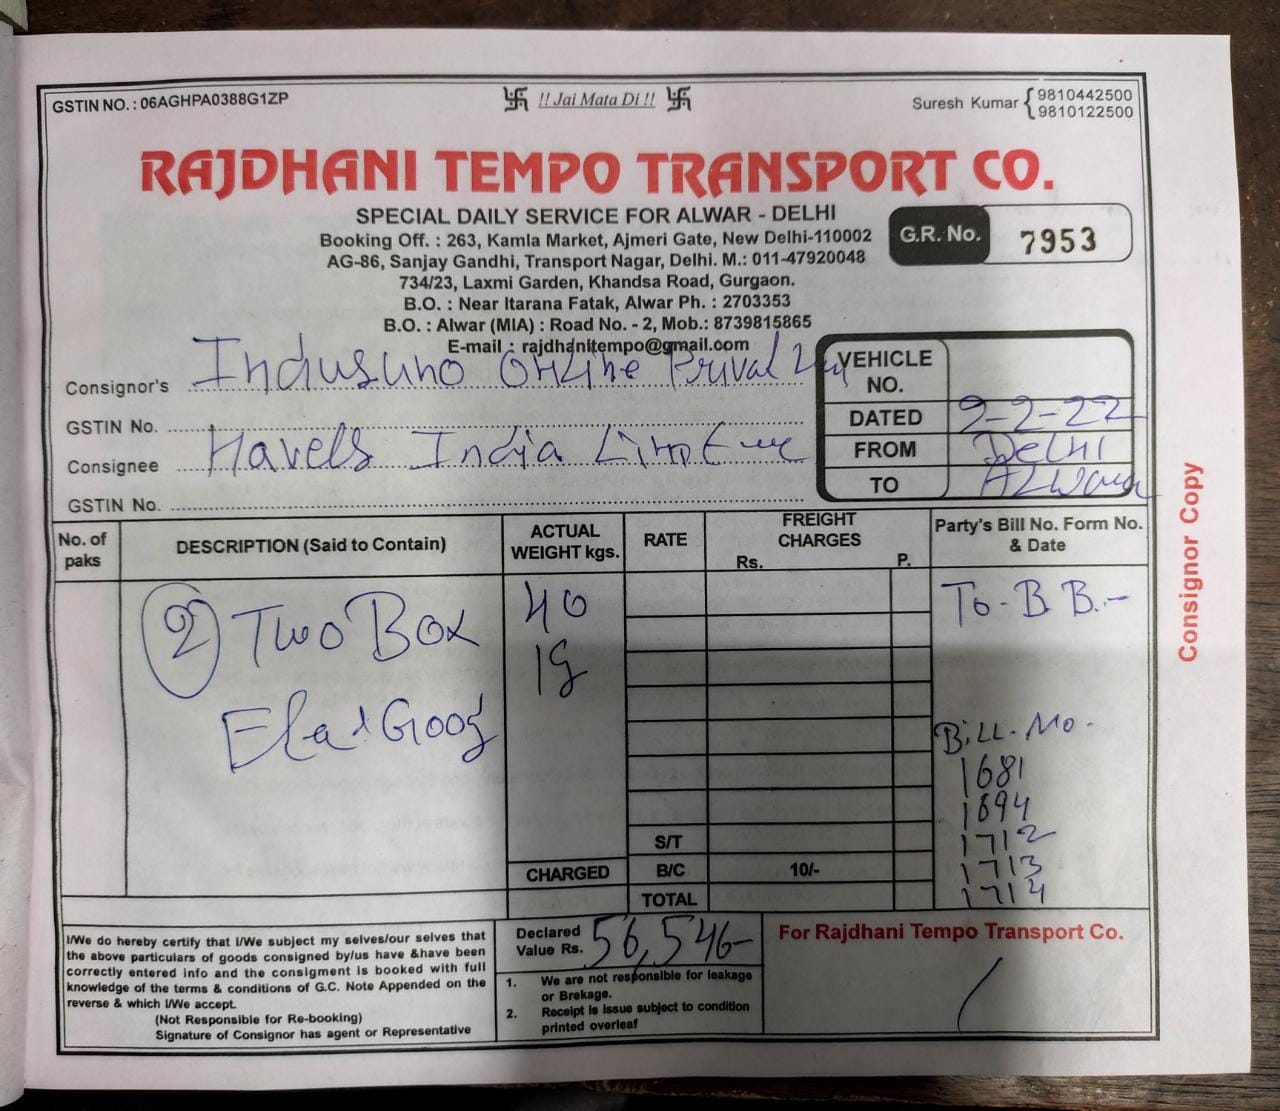 GSTIN NO. : 06AGHPA0388G1ZP
卐 !! Jai Mata Di !! 卐
Suresh Kumar { 9810442500
9810122500
RAJDHANI TEMPO TRANSPORT CO.
SPECIAL DAILY SERVICE FOR ALWAR - DELHI
Booking Off. : 263, Kamla Market, Ajmeri Gate, New Delhi-110002
AG-86, Sanjay Gandhi, Transport Nagar, Delhi. M.: 011-47920048
734/23, Laxmi Garden, Khandsa Road, Gurgaon.
B.O. : Near Itarana Fatak, Alwar Ph. : 2703353
B.O. : Alwar (MIA) : Road No. - 2, Mob.: 8739815865
E-mail : rajdhanitempo@gmail.com
G.R. No. 7953
Consignor's Online
GSTIN No.
Consignee Havels India
GSTIN No.
VEHICLE NO.
DATED 9-2-22
FROM Delhi
TO
No. of paks
DESCRIPTION (Said to Contain)
ACTUAL WEIGHT kgs.
RATE
FREIGHT CHARGES
Rs. P.
Party's Bill No. Form No. & Date
2 Two Box
40
To - B B. -
Bill. No -
1681
1694
1712
1713
1714
S/T
CHARGED B/C 10/-
TOTAL
I/We do hereby certify that I/We subject my selves/our selves that
the above particulars of goods consigned by/us have &have been
correctly entered info and the consigment is booked with full
knowledge of the terms & conditions of G.C. Note Appended on the
reverse & which I/We accept.
(Not Responsible for Re-booking)
Signature of Consignor has agent or Representative
Declared Value Rs. 56,546-
1. We are not responsible for leakage
or Brekage.
2. Receipt is Issue subject to condition
printed overleaf
For Rajdhani Tempo Transport Co.
Consignor Copy